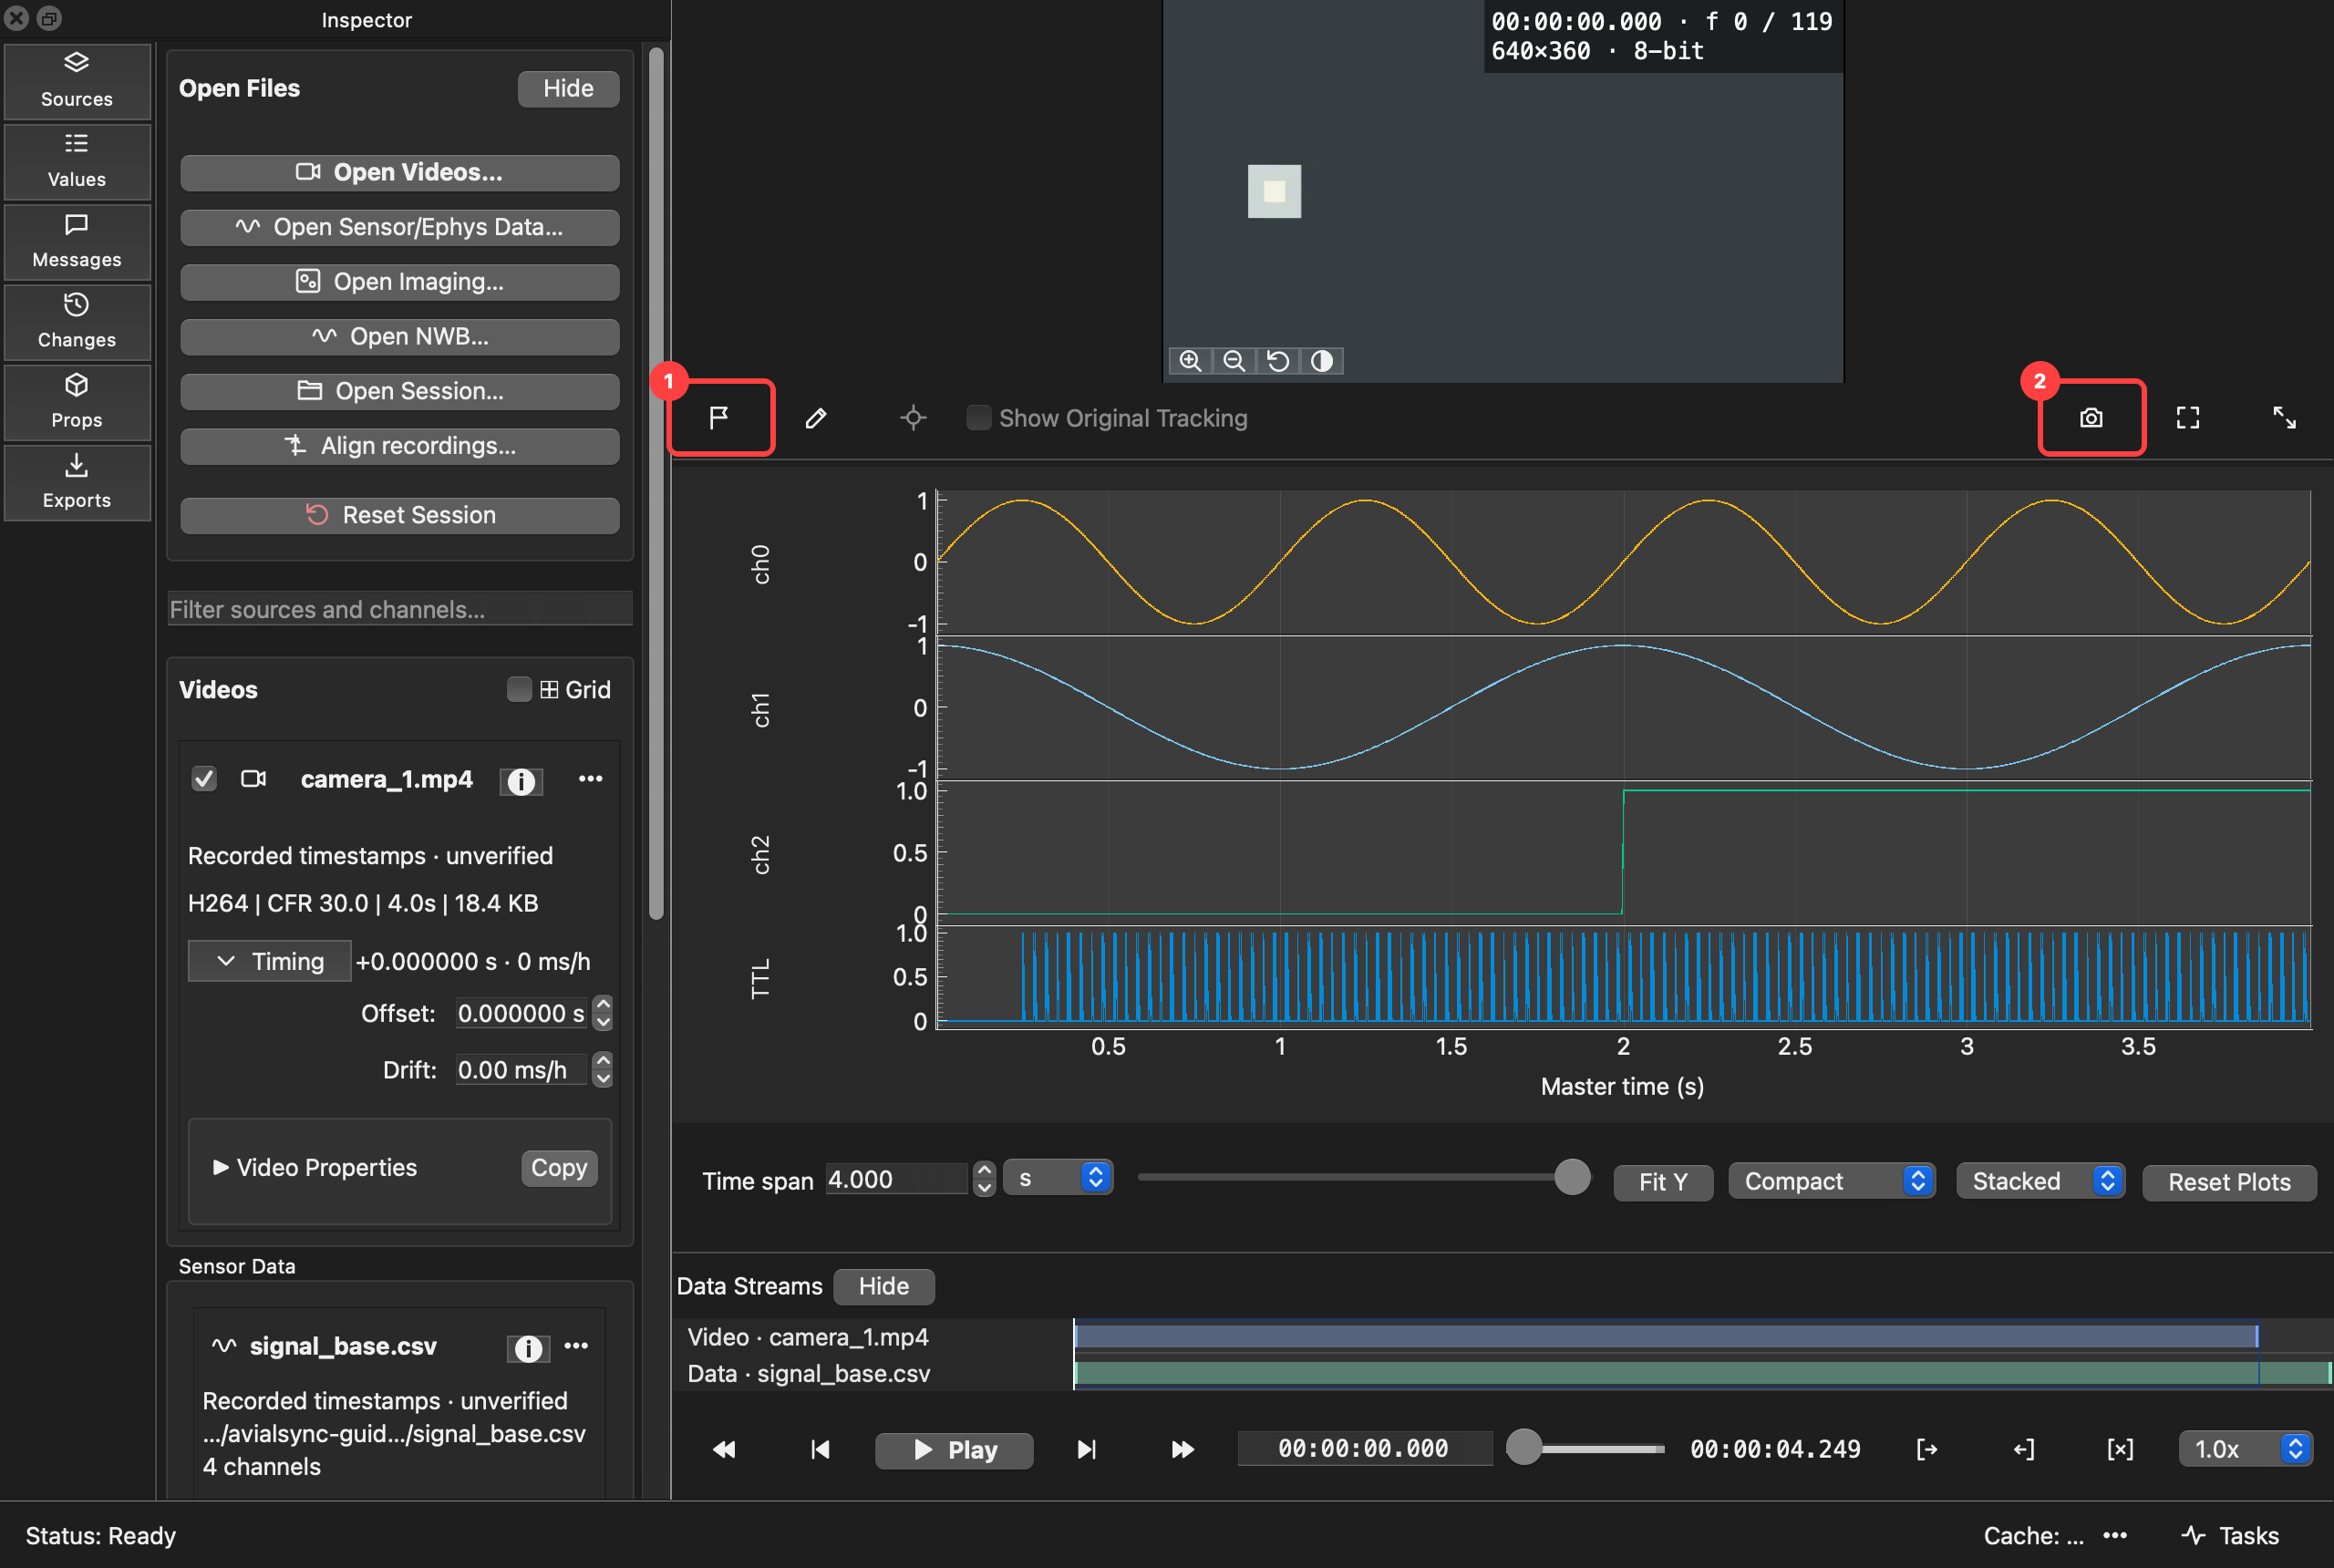 Inspector
Sources
Values
Messages
Changes
Props
Exports
Open Files
Hide
Open Videos...
Open Sensor/Ephys Data...
Open Imaging...
Open NWB...
Open Session...
Align recordings...
Reset Session
Filter sources and channels...
Videos
Grid
camera_1.mp4
Recorded timestamps · unverified
H264 | CFR 30.0 | 4.0s | 18.4 KB
Timing
+0.000000 s · 0 ms/h
Offset: 0.000000 s
Drift: 0.00 ms/h
Video Properties
Copy
Sensor Data
signal_base.csv
Recorded timestamps · unverified
.../avialsync-guid.../signal_base.csv
4 channels
00:00:00.000 · f 0 / 119
640×360 · 8-bit
1
Show Original Tracking
2
ch0
1
0
-1
ch1
1
0
-1
ch2
1.0
0.5
0
TTL
1.0
0.5
0
0.5 1 1.5 2 2.5 3 3.5
Master time (s)
Time span 4.000 s
Fit Y
Compact
Stacked
Reset Plots
Data Streams
Hide
Video · camera_1.mp4
Data · signal_base.csv
Play
00:00:00.000
00:00:04.249
1.0x
Status: Ready
Cache: ...
Tasks